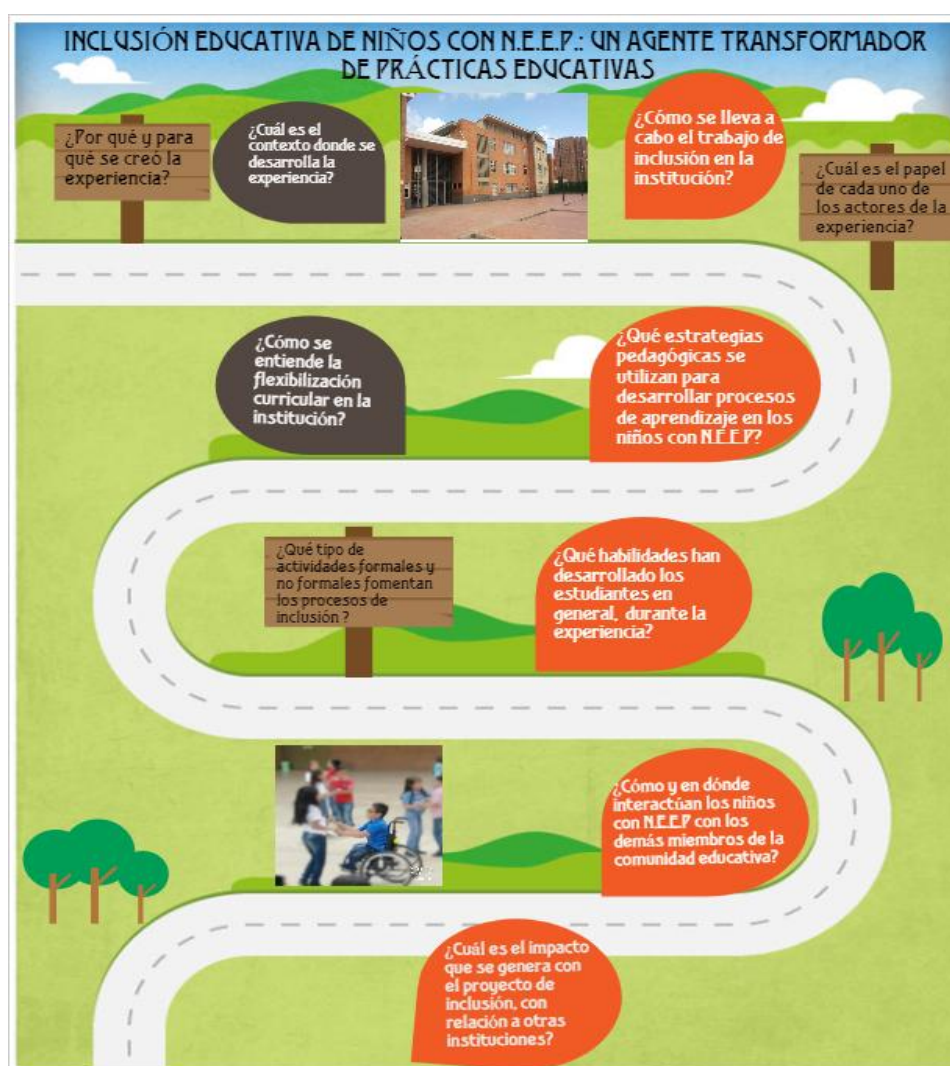 INCLUSIÓN EDUCATIVA DE NIÑOS CON N.E.E.P.: UN AGENTE TRANSFORMADOR
DE PRÁCTICAS EDUCATIVAS
¿Por qué y para
qué se creó la
experiencia?
¿Cuál es el
contexto donde se
desarrolla la
experiencia?
¿Cómo se lleva a
cabo el trabajo de
inclusión en la
institución?
¿Cuál es el papel
de cada uno de
los actores de la
experiencia?
¿Cómo se
entiende la
flexibilización
curricular en la
institución?
¿Qué estrategias
pedagógicas se
utilizan para
desarrollar procesos
de aprendizaje en los
niños con N.E.E.P?
¿Qué tipo de
actividades formales y
no formales fomentan
los procesos de
inclusión ?
¿Qué habilidades han
desarrollado los
estudiantes en
general, durante la
experiencia?
¿Cómo y en dónde
interactúan los niños
con N.E.E.P con los
demás miembros de la
comunidad educativa?
¿Cuál es el impacto
que se genera con
el proyecto de
inclusión, con
relación a otras
instituciones?